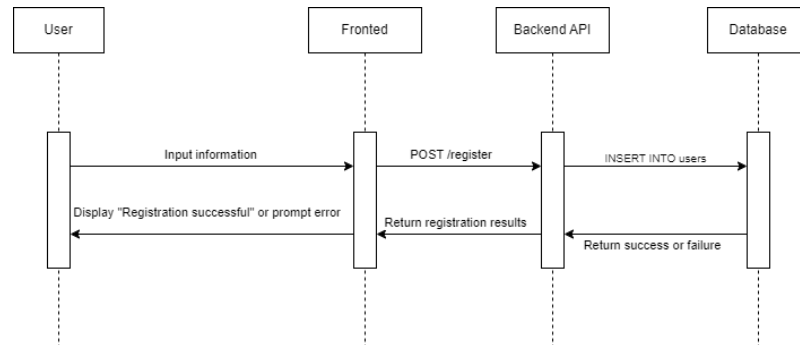 User
Fronted
Backend API
Database
Input information
POST /register
INSERT INTO users
Display "Registration successful" or prompt error
Return registration results
Return success or failure